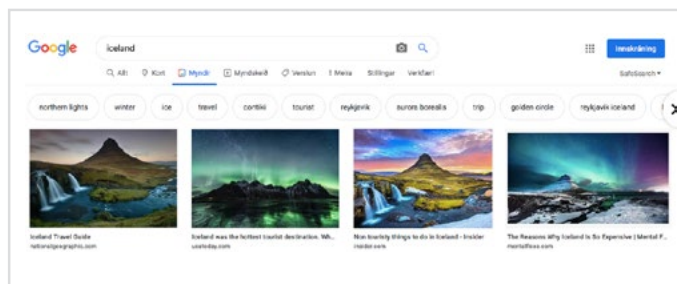 Google
iceland
Innskráning
Allt Kort Myndir Myndskeið Verslun Meira Stillingar Verkfæri
SafeSearch
northern lights winter ice travel contiki tourist reykjavik aurora borealis trip golden circle reykjavik iceland
Iceland Travel Guide
nationalgeographic.com
Iceland was the hottest tourist destination. Wh...
usatoday.com
Non-touristy things to do in Iceland - Insider
insider.com
The Reasons Why Iceland Is So Expensive | Mental F...
mentalfloss.com